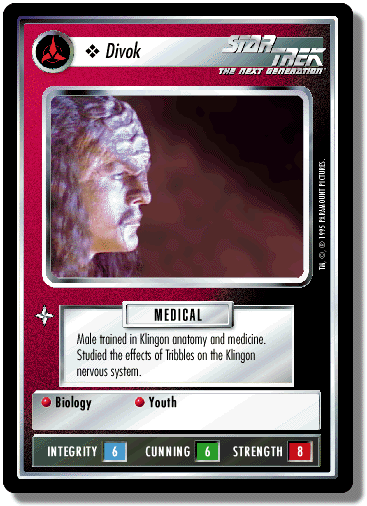 ❖ Divok
STAR TREK
THE NEXT GENERATION
TM, ©, ® 1995 PARAMOUNT PICTURES.
MEDICAL
Male trained in Klingon anatomy and medicine.
Studied the effects of Tribbles on the Klingon
nervous system.
Biology Youth
INTEGRITY 6 CUNNING 6 STRENGTH 8